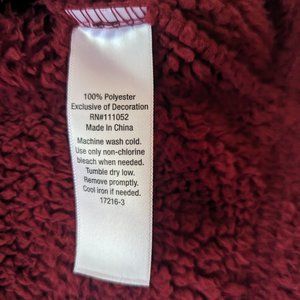 100% Polyester
Exclusive of Decoration
RN#111052
Made In China
Machine wash cold.
Use only non-chlorine
bleach when needed.
Tumble dry low.
Remove promptly.
Cool iron if needed.
17216-3